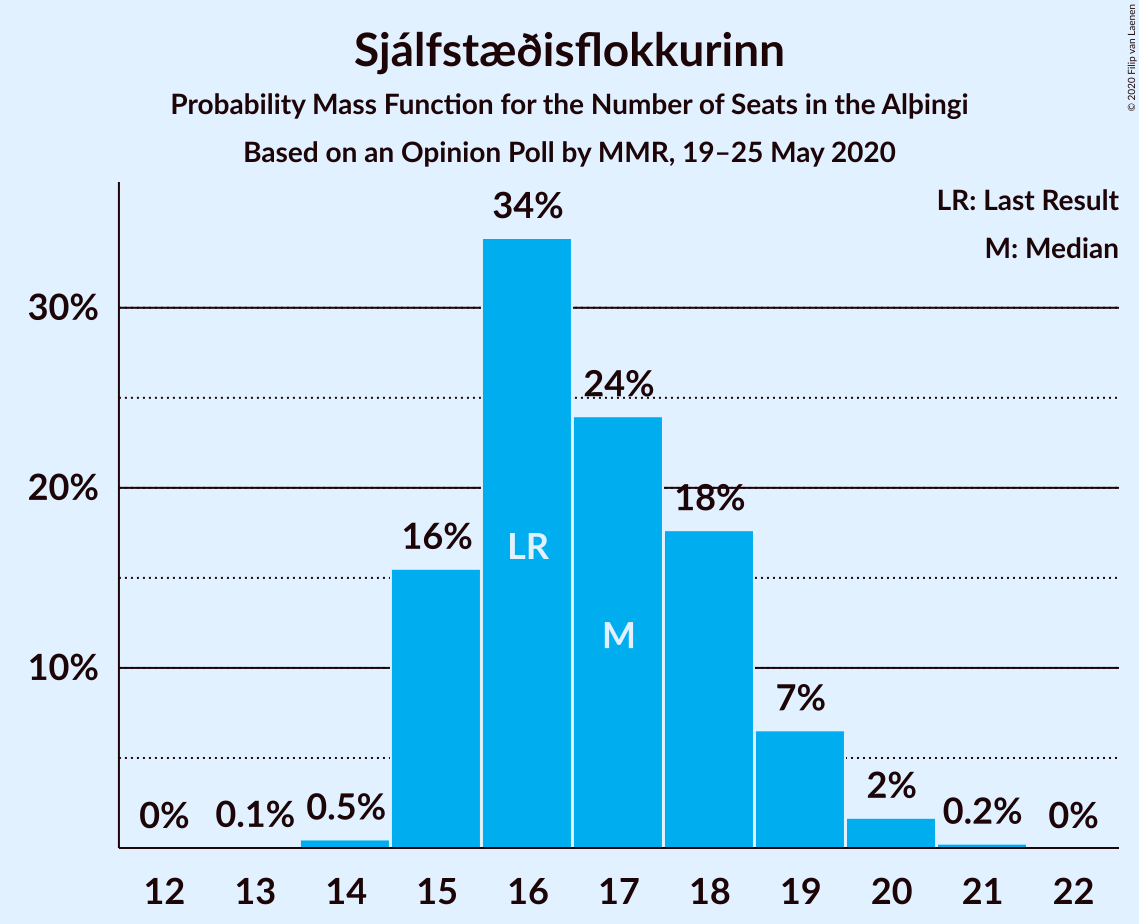 Sjálfstæðisflokkurinn
Probability Mass Function for the Number of Seats in the Alþingi
Based on an Opinion Poll by MMR, 19–25 May 2020
© 2020 Filip van Laenen
LR: Last Result
M: Median
30%
20%
10%
0%
0.1%
0.5%
16%
34%
24%
18%
7%
2%
0.2%
0%
LR
M
12 13 14 15 16 17 18 19 20 21 22